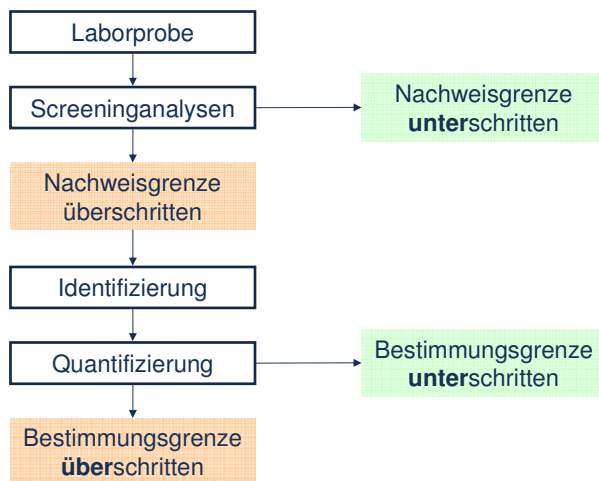 Laborprobe
Screeninganalysen
Nachweisgrenze
unterschritten
Nachweisgrenze
überschritten
Identifizierung
Quantifizierung
Bestimmungsgrenze
unterschritten
Bestimmungsgrenze
überschritten